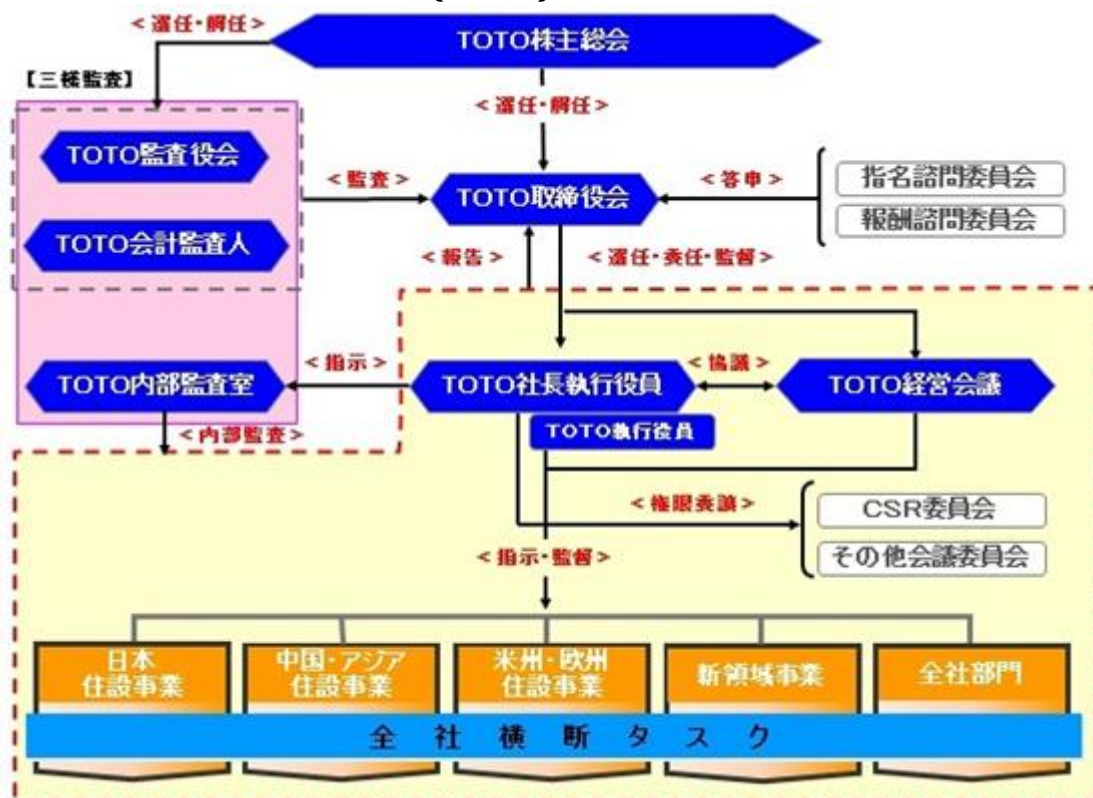 <選任・解任>
TOTO株主総会
【三様監査】
<選任・解任>
TOTO監査役会
<監査>
TOTO取締役会
<答申>
指名諮問委員会
報酬諮問委員会
TOTO会計監査人
<報告>
<選任・委任・監督>
TOTO内部監査室
<指示>
TOTO社長執行役員
<協議>
TOTO経営会議
TOTO執行役員
<内部監査>
<権限委譲>
CSR委員会
その他会議委員会
<指示・監督>
日本
住設事業
中国・アジア
住設事業
米州・欧州
住設事業
新領域事業
全社部門
全社横断タスク